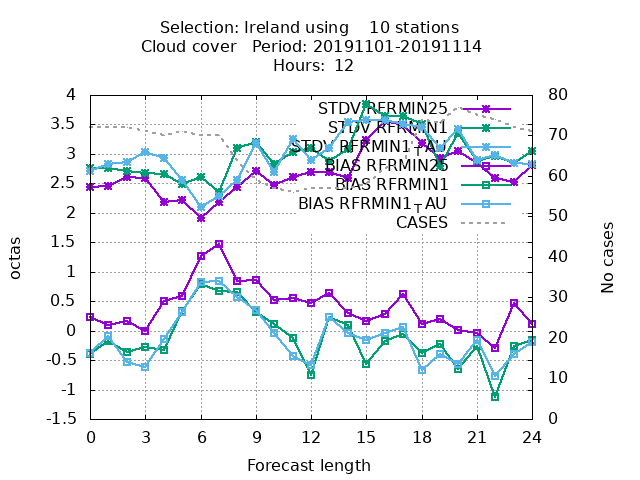 Selection: Ireland using    10 stations
Cloud cover   Period: 20191101-20191114
Hours:  12
octas
No cases
4
3.5
3
2.5
2
1.5
1
0.5
0
-0.5
-1
-1.5
80
70
60
50
40
30
20
10
0
STDV RFRMIN25
STDV RFRMIN1
STDV RFRMIN1_TAU
BIAS RFRMIN25
BIAS RFRMIN1
BIAS RFRMIN1_TAU
CASES
0 3 6 9 12 15 18 21 24
Forecast length